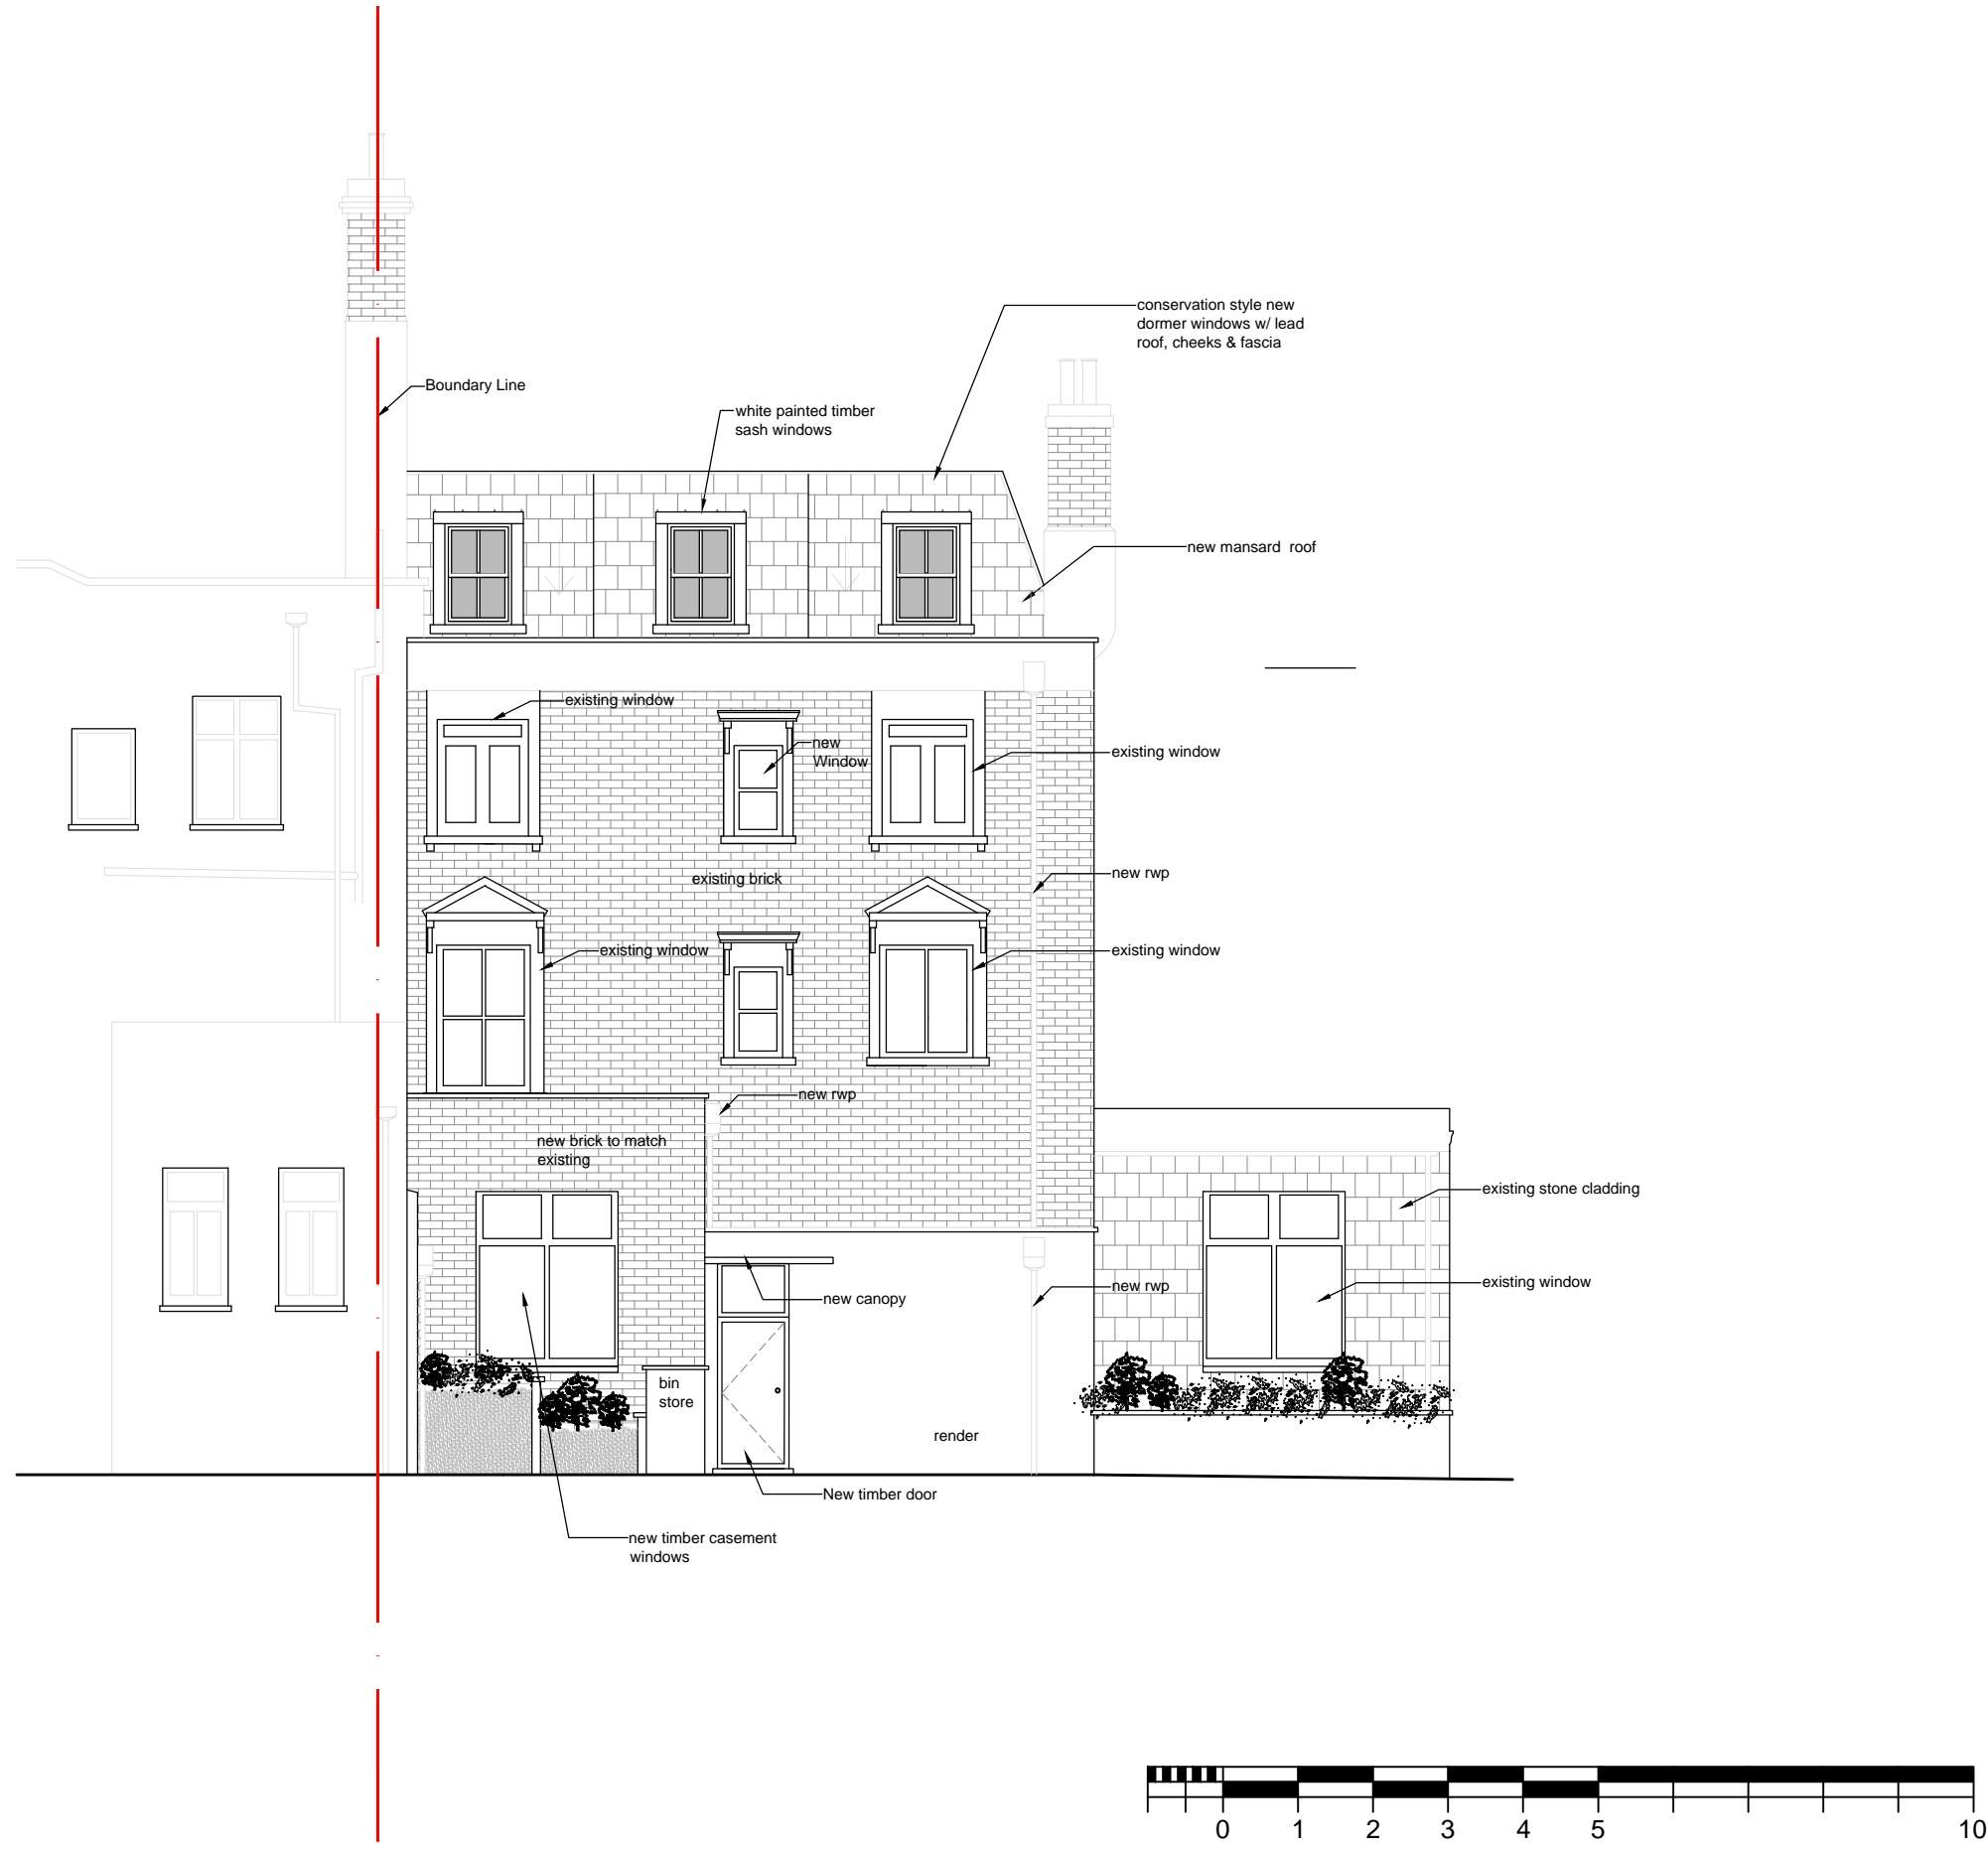 conservation style new
dormer windows w/ lead
roof, cheeks & fascia
Boundary Line
white painted timber
sash windows
new mansard roof
existing window
new
Window
existing window
existing brick
new rwp
existing window
existing window
new rwp
new brick to match
existing
existing stone cladding
new canopy
new rwp
existing window
bin
store
render
New timber door
new timber casement
windows
0 1 2 3 4 5 10